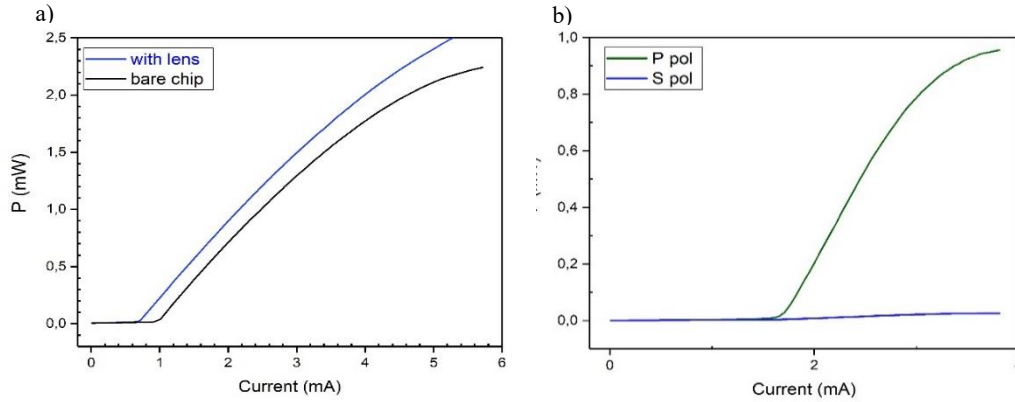 a)
b)
2,5
2,0
1,5
1,0
0,5
0,0
P (mW)
with lens
bare chip
0 1 2 3 4 5 6
Current (mA)
1,0
0,8
0,6
0,4
0,2
0,0
P pol
S pol
0 2
Current (mA)